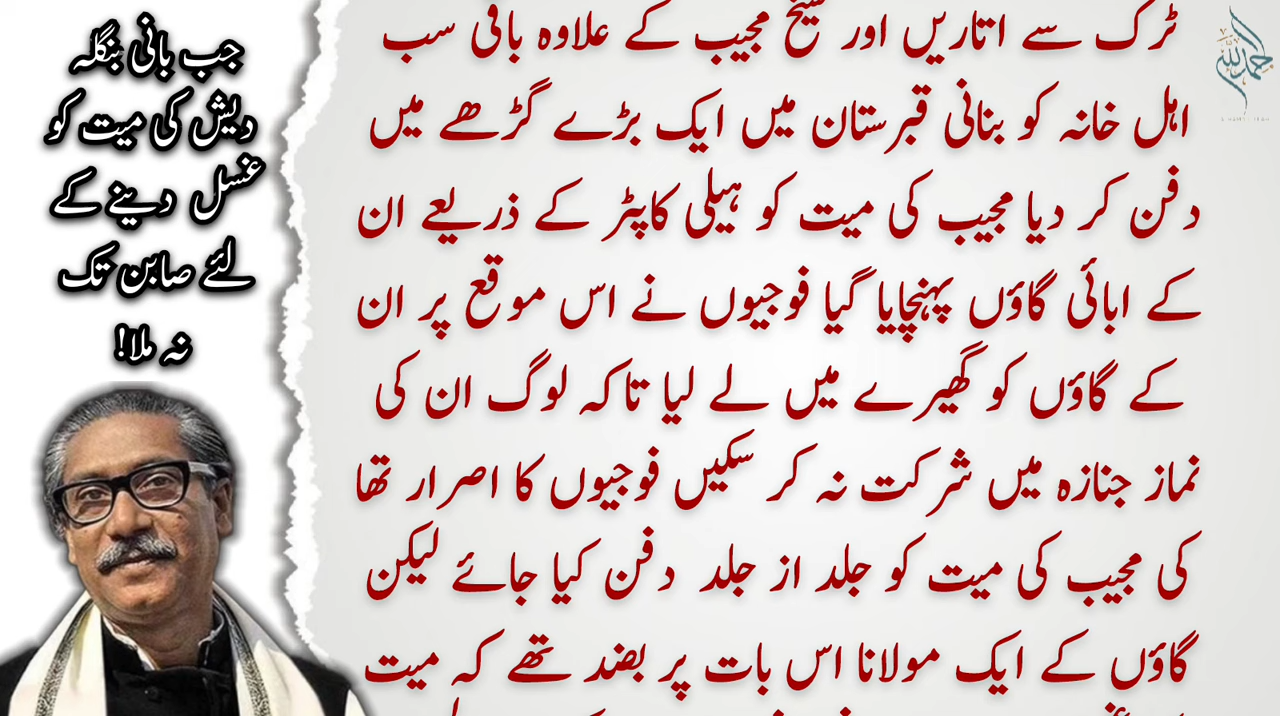 جب بانی بنگلہ
دیش کی میت کو
غسل دینے کے
لئے صابن تک
نہ ملا!
ٹرک سے اتاریں اور شیخ مجیب کے علاوہ باقی سب
اہل خانہ کو بنانی قبرستان میں ایک بڑے گڑھے میں
دفن کر دیا مجیب کی میت کو ہیلی کاپٹر کے ذریعے ان
کے ابائی گاؤں پہنچایا گیا فوجیوں نے اس موقع پر ان
کے گاؤں کو گھیرے میں لے لیا تاکہ لوگ ان کی
نماز جنازہ میں شرکت نہ کر سکیں فوجیوں کا اصرار تھا
کی مجیب کی میت کو جلد از جلد دفن کیا جائے لیکن
گاؤں کے ایک مولانا اس بات پر بضد تھے کہ میت